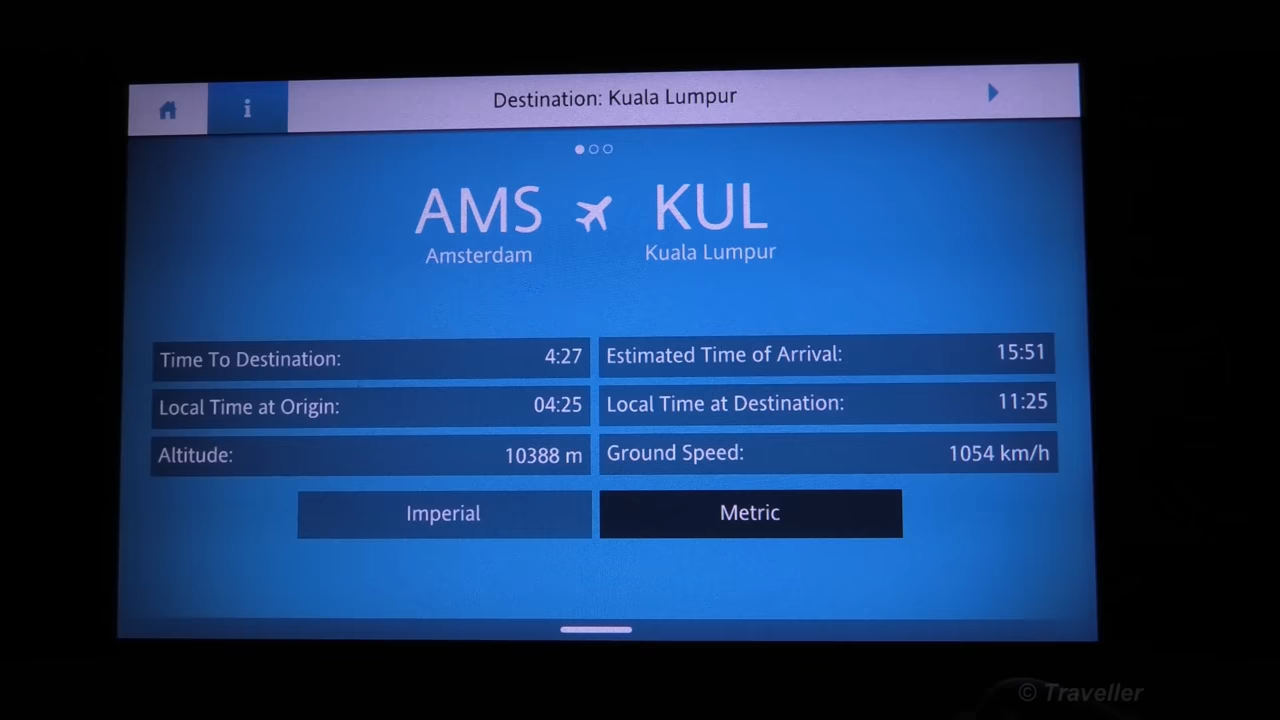 i
Destination: Kuala Lumpur
AMS KUL
Amsterdam Kuala Lumpur
Time To Destination: 4:27 Estimated Time of Arrival: 15:51
Local Time at Origin: 04:25 Local Time at Destination: 11:25
Altitude: 10388 m Ground Speed: 1054 km/h
Imperial Metric
© Traveller